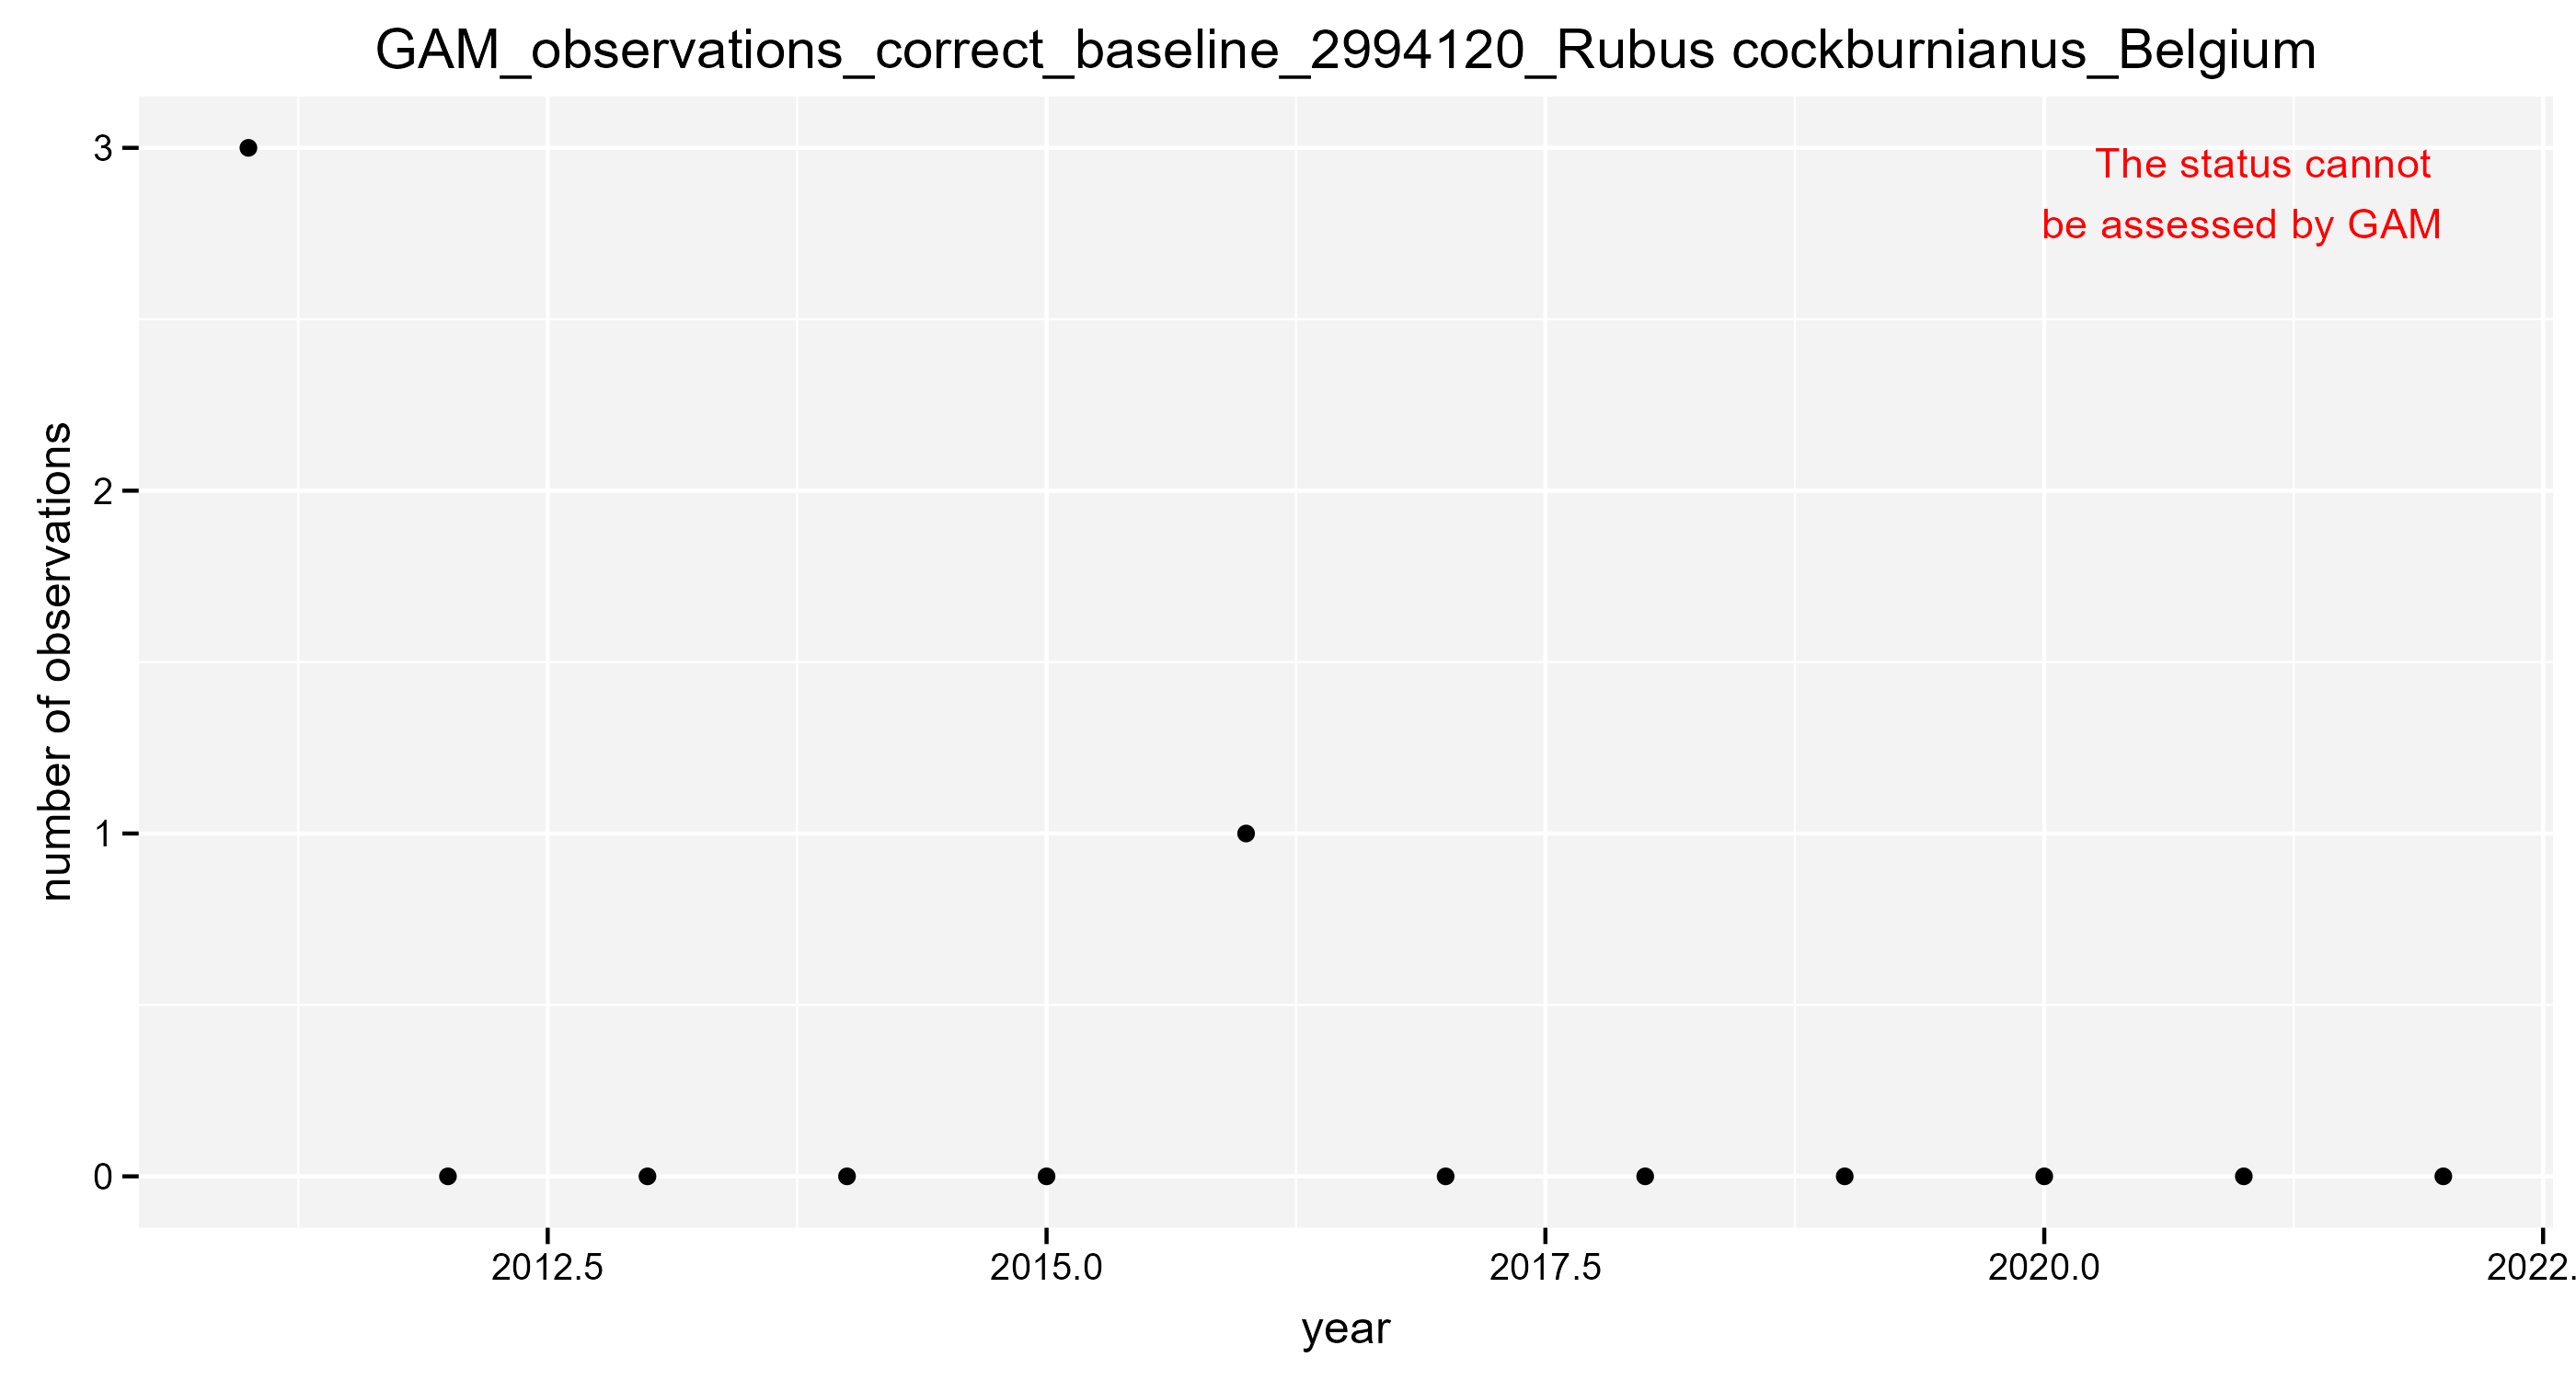 GAM_observations_correct_baseline_2994120_Rubus cockburnianus_Belgium
The status cannot
be assessed by GAM
number of observations
3
2
1
0
2012.5
2015.0
2017.5
2020.0
2022.
year